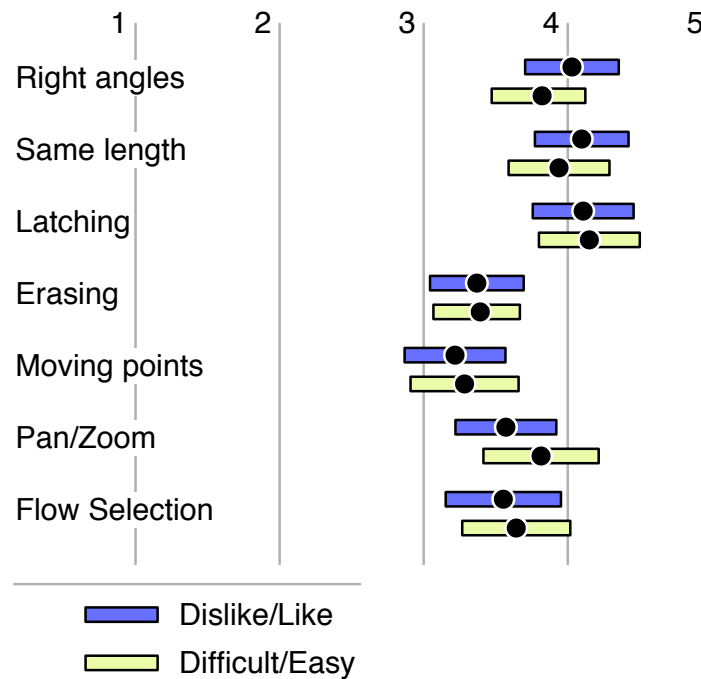 1 2 3 4 5
Right angles
Same length
Latching
Erasing
Moving points
Pan/Zoom
Flow Selection
Dislike/Like
Difficult/Easy